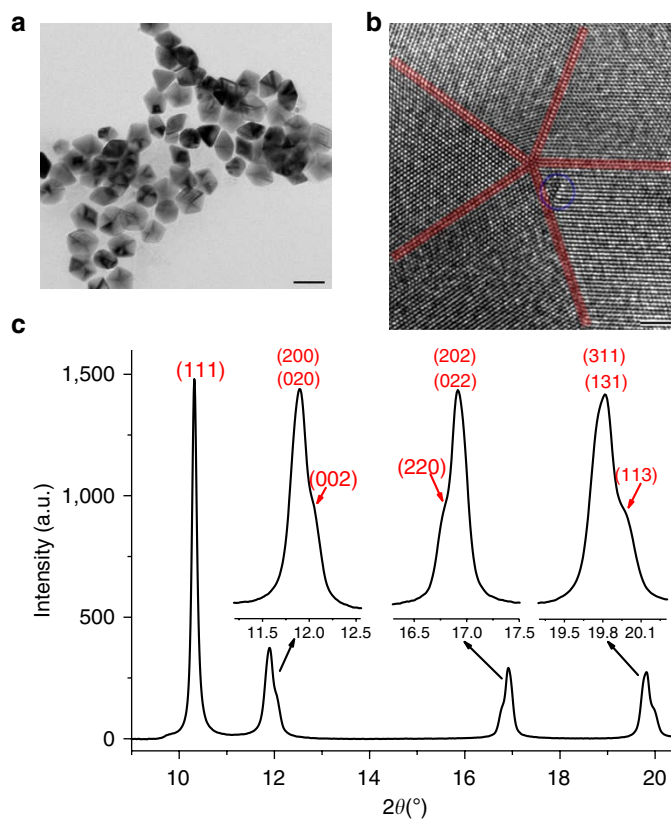 a
b
c
(111)
(200)
(020)
(002)
(202)
(022)
(220)
(311)
(131)
(113)
1,500
1,000
500
0
Intensity (a.u.)
11.5 12.0 12.5
16.5 17.0 17.5
19.5 19.8 20.1
10 12 14 16 18 20
2θ(°)